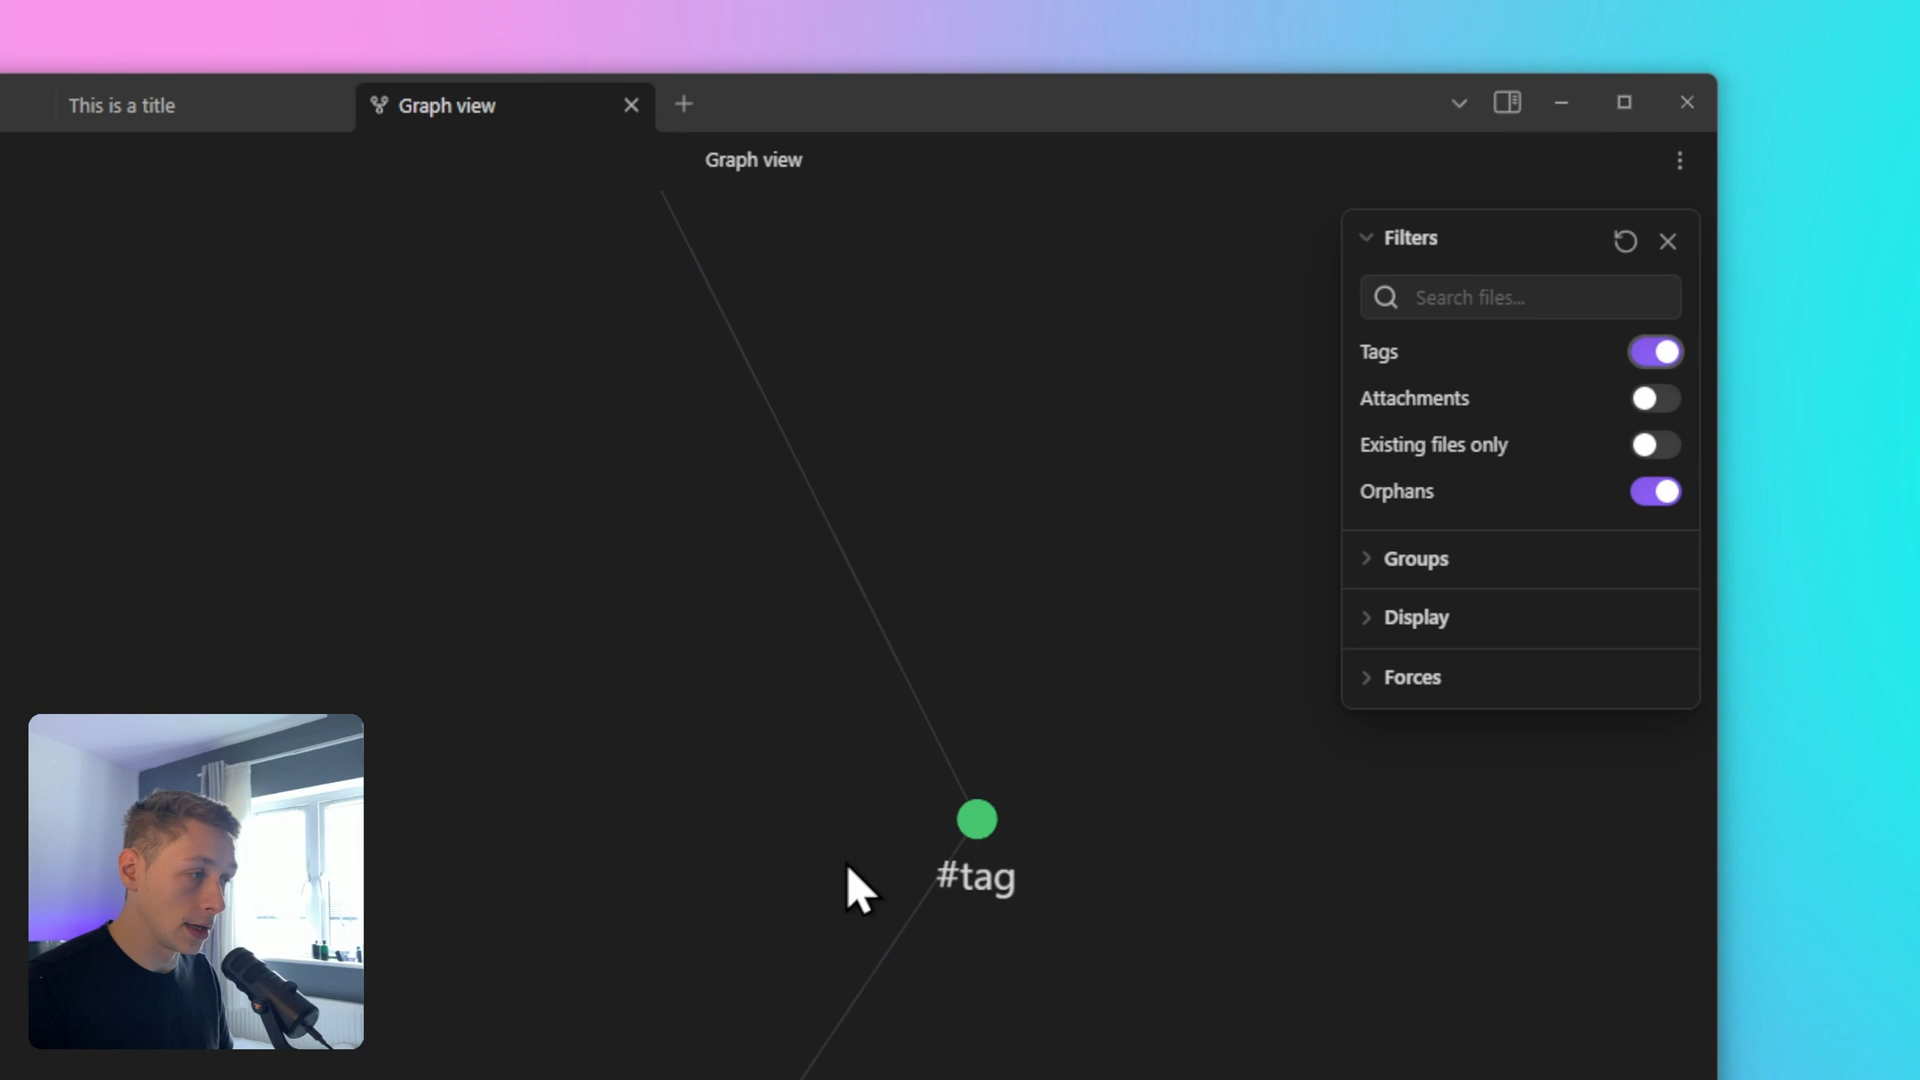 This is a title
Graph view
Graph view
Filters
Search files...
Tags
Attachments
Existing files only
Orphans
Groups
Display
Forces
#tag